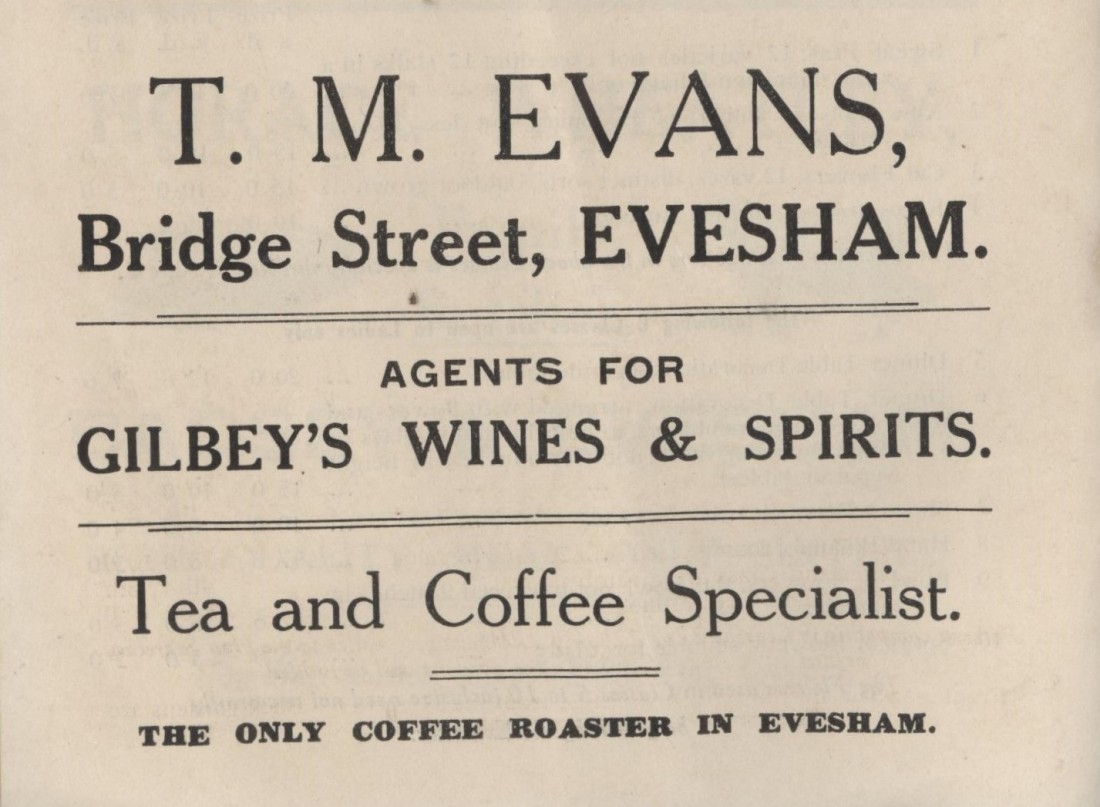 T. M. EVANS,
Bridge Street, EVESHAM.
AGENTS FOR
GILBEY'S WINES & SPIRITS.
Tea and Coffee Specialist.
THE ONLY COFFEE ROASTER IN EVESHAM.